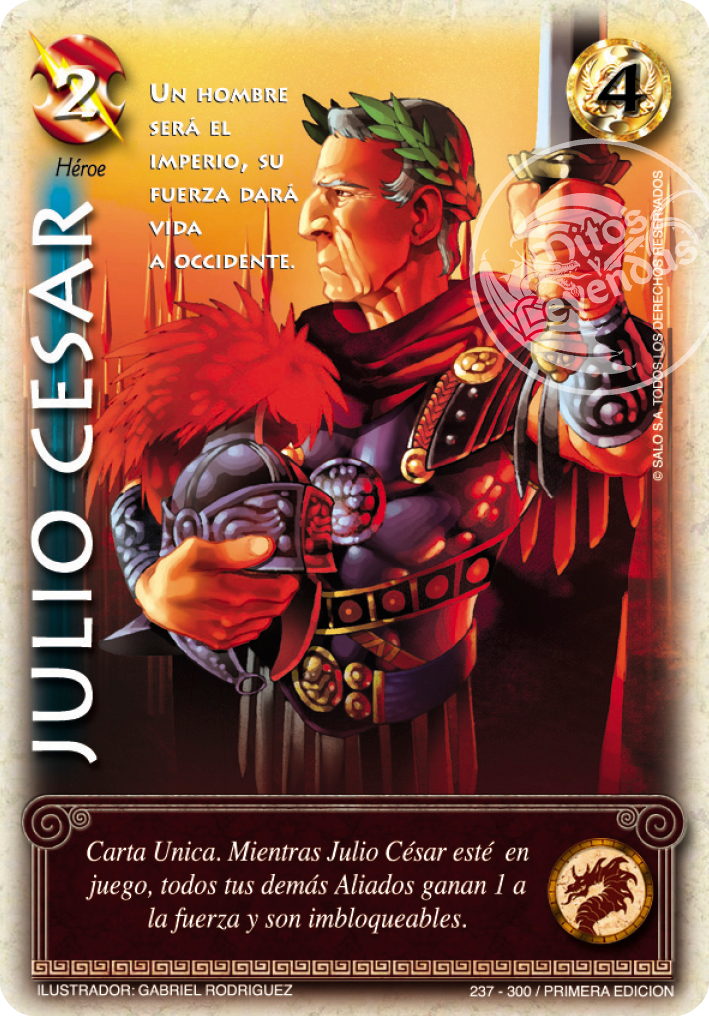 2
4
Héroe
UN HOMBRE
SERÁ EL
IMPERIO, SU
FUERZA DARÁ
VIDA
A OCCIDENTE.
JULIO CESAR
Mitos
y
Leyendas
© SALO S.A. TODOS LOS DERECHOS RESERVADOS
Carta Unica. Mientras Julio César esté en
juego, todos tus demás Aliados ganan 1 a
la fuerza y son imbloqueables.
ILUSTRADOR: GABRIEL RODRIGUEZ
237 - 300 / PRIMERA EDICION